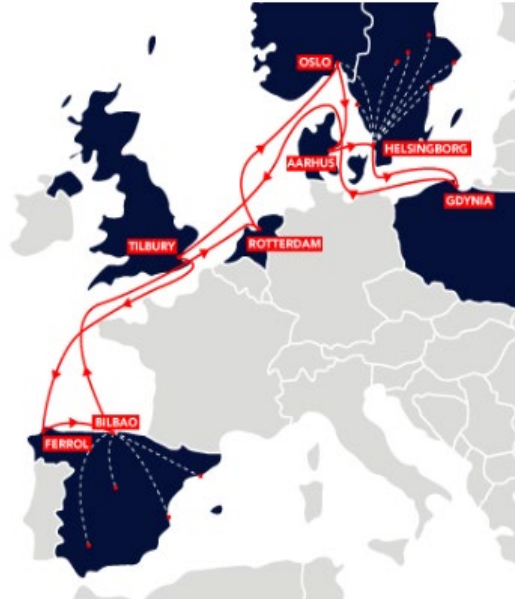 OSLO
HELSINGBORG
AARHUS
GDYNIA
TILBURY
ROTTERDAM
BILBAO
FERROL